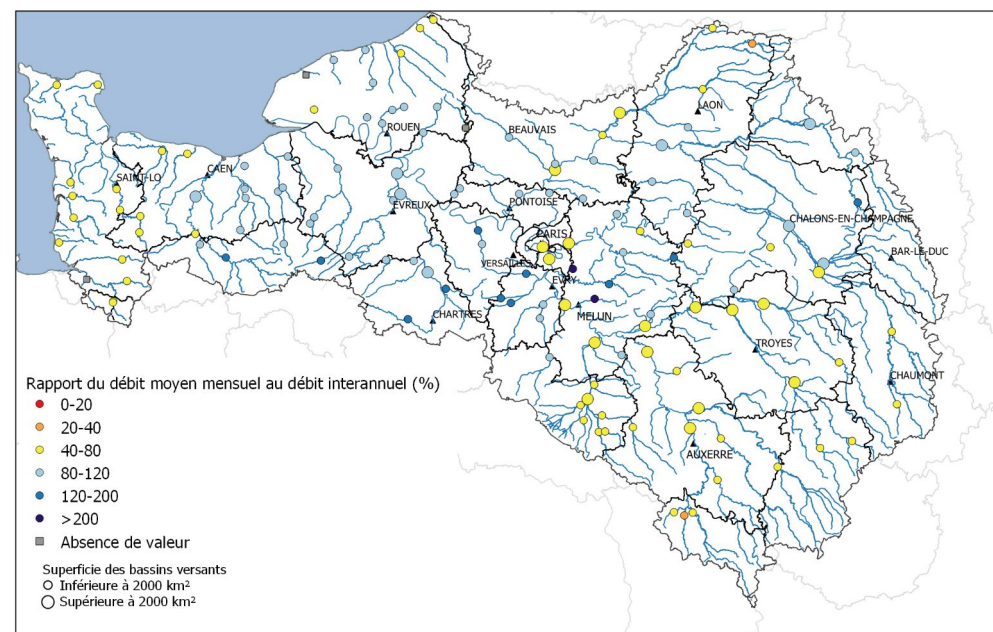 LAON
ROUEN
BEAUVAIS
CAEN
SAINT-LO
EVREUX
PONTOISE
CHALONS-EN-CHAMPAGNE
PARIS
BAR-LE-DUC
VERSAILLES
EVRY
CHARTRES
MELUN
TROYES
CHAUMONT
AUXERRE
Rapport du débit moyen mensuel au débit interannuel (%)
0-20
20-40
40-80
80-120
120-200
>200
Absence de valeur
Superficie des bassins versants
Inférieure à 2000 km²
Supérieure à 2000 km²